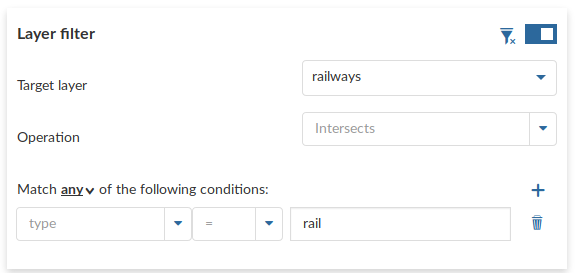 Layer filter
Target layer railways
Operation Intersects
Match any of the following conditions:
type = rail